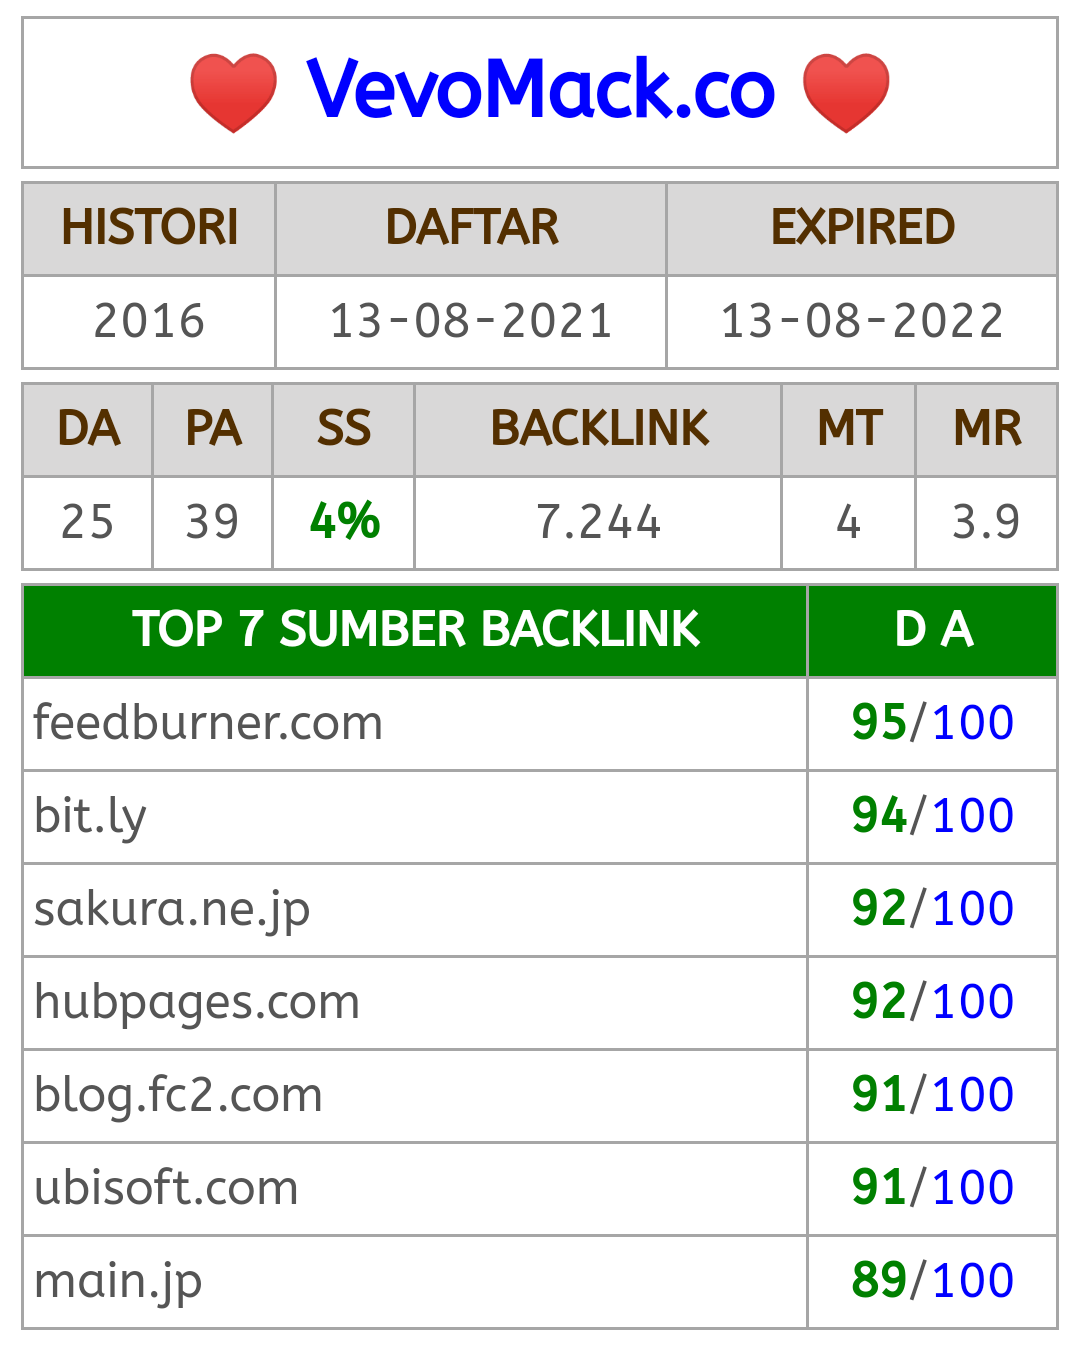 VevoMack.co
HISTORI DAFTAR EXPIRED
2016 13-08-2021 13-08-2022
DA PA SS BACKLINK MT MR
25 39 4% 7.244 4 3.9
TOP 7 SUMBER BACKLINK D A
feedburner.com 95/100
bit.ly 94/100
sakura.ne.jp 92/100
hubpages.com 92/100
blog.fc2.com 91/100
ubisoft.com 91/100
main.jp 89/100